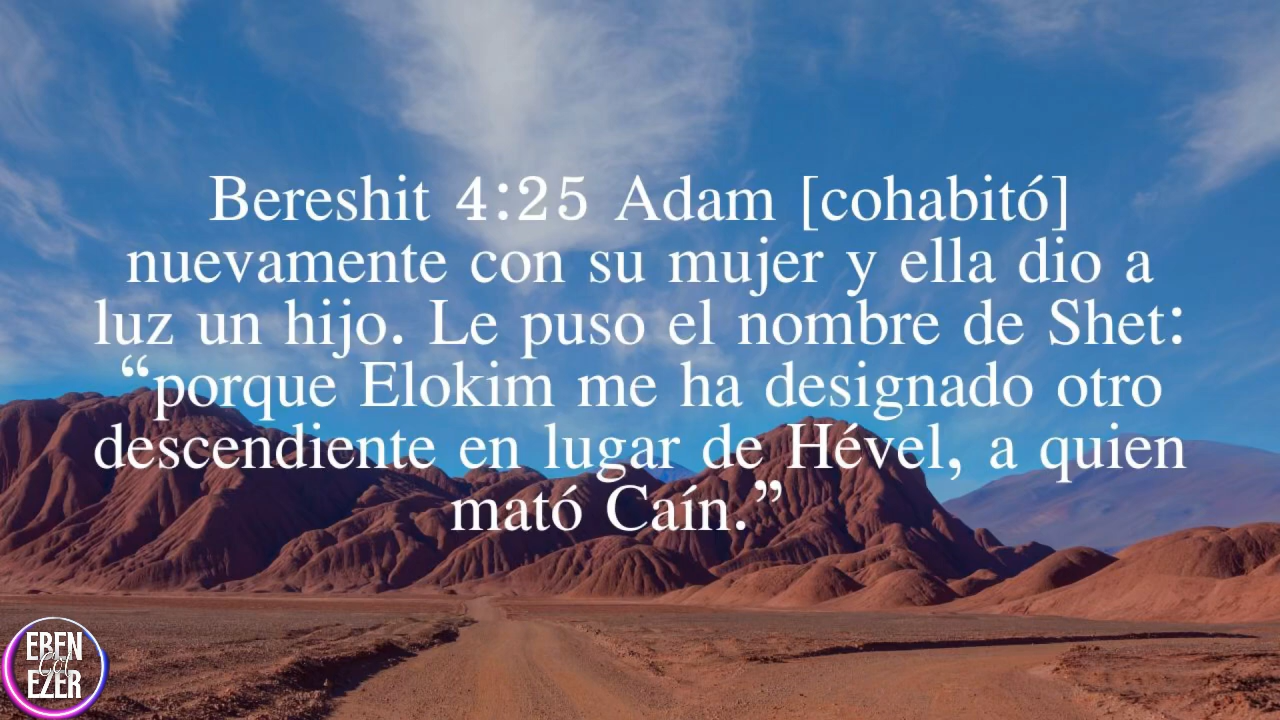 Bereshit 4:25 Adam [cohabitó]
nuevamente con su mujer y ella dio a
luz un hijo. Le puso el nombre de Shet:
“porque Elokim me ha designado otro
descendiente en lugar de Hével, a quien
mató Caín.”
EBEN
EZER